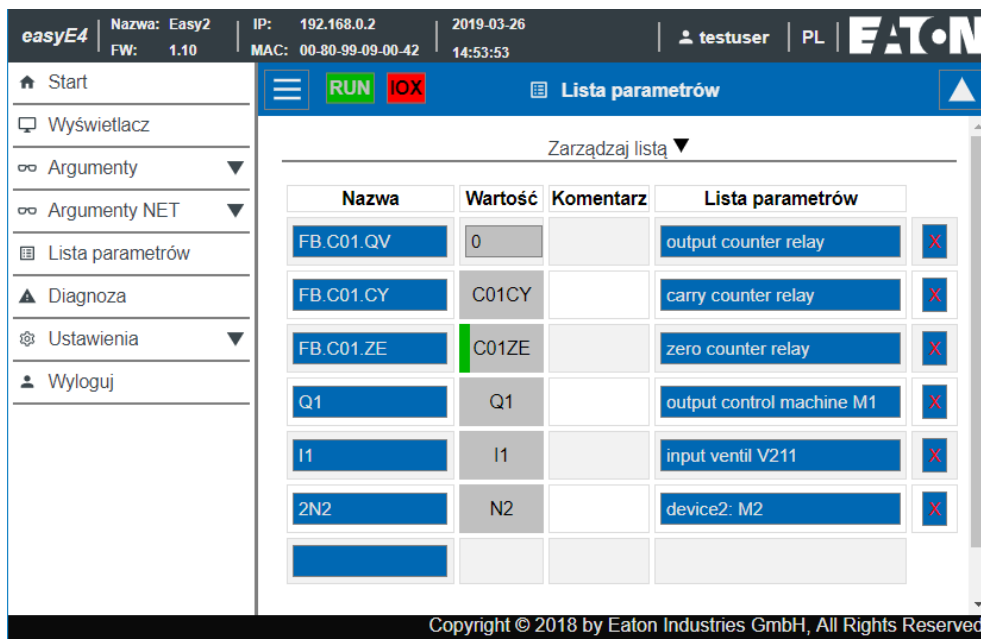 easyE4
Nazwa: Easy2
FW: 1.10
IP: 192.168.0.2
MAC: 00-80-99-09-00-42
2019-03-26
14:53:53
testuser
PL
EATON
Start
Wyświetlacz
Argumenty
Argumenty NET
Lista parametrów
Diagnoza
Ustawienia
Wyloguj
RUN IOX Lista parametrów
Zarządzaj listą ▼
Nazwa Wartość Komentarz Lista parametrów
FB.C01.QV 0 output counter relay X
FB.C01.CY C01CY carry counter relay X
FB.C01.ZE C01ZE zero counter relay X
Q1 Q1 output control machine M1 X
I1 I1 input ventil V211 X
2N2 N2 device2: M2 X
Copyright © 2018 by Eaton Industries GmbH, All Rights Reserved